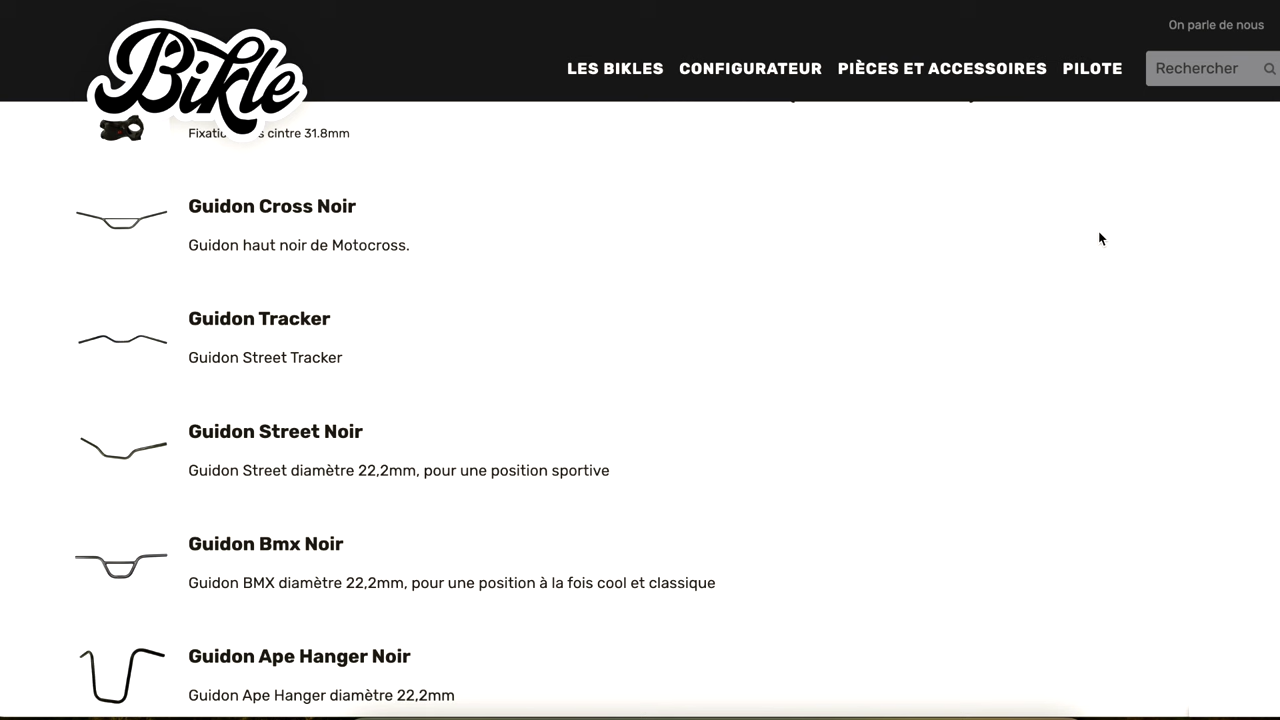 On parle de nous
Bikle
LES BIKLES CONFIGURATEUR PIÈCES ET ACCESSOIRES PILOTE Rechercher
cintre 31.8mm
Guidon Cross Noir
Guidon haut noir de Motocross.
Guidon Tracker
Guidon Street Tracker
Guidon Street Noir
Guidon Street diamètre 22,2mm, pour une position sportive
Guidon Bmx Noir
Guidon BMX diamètre 22,2mm, pour une position à la fois cool et classique
Guidon Ape Hanger Noir
Guidon Ape Hanger diamètre 22,2mm